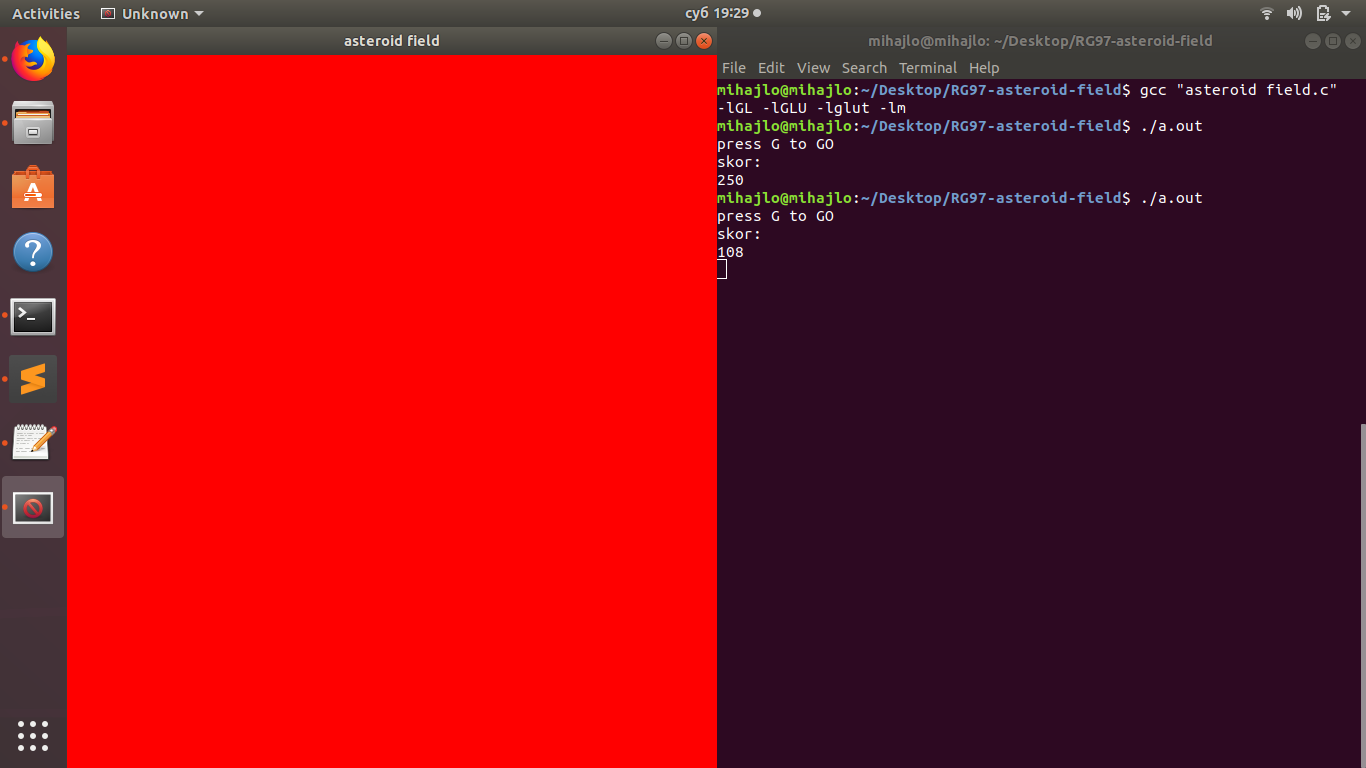 Activities Unknown суб 19:29
asteroid field
mihajlo@mihajlo: ~/Desktop/RG97-asteroid-field
File Edit View Search Terminal Help
mihajlo@mihajlo:~/Desktop/RG97-asteroid-field$ gcc "asteroid field.c"
-lGL -lGLU -lglut -lm
mihajlo@mihajlo:~/Desktop/RG97-asteroid-field$ ./a.out
press G to GO
skor:
250
mihajlo@mihajlo:~/Desktop/RG97-asteroid-field$ ./a.out
press G to GO
skor:
108